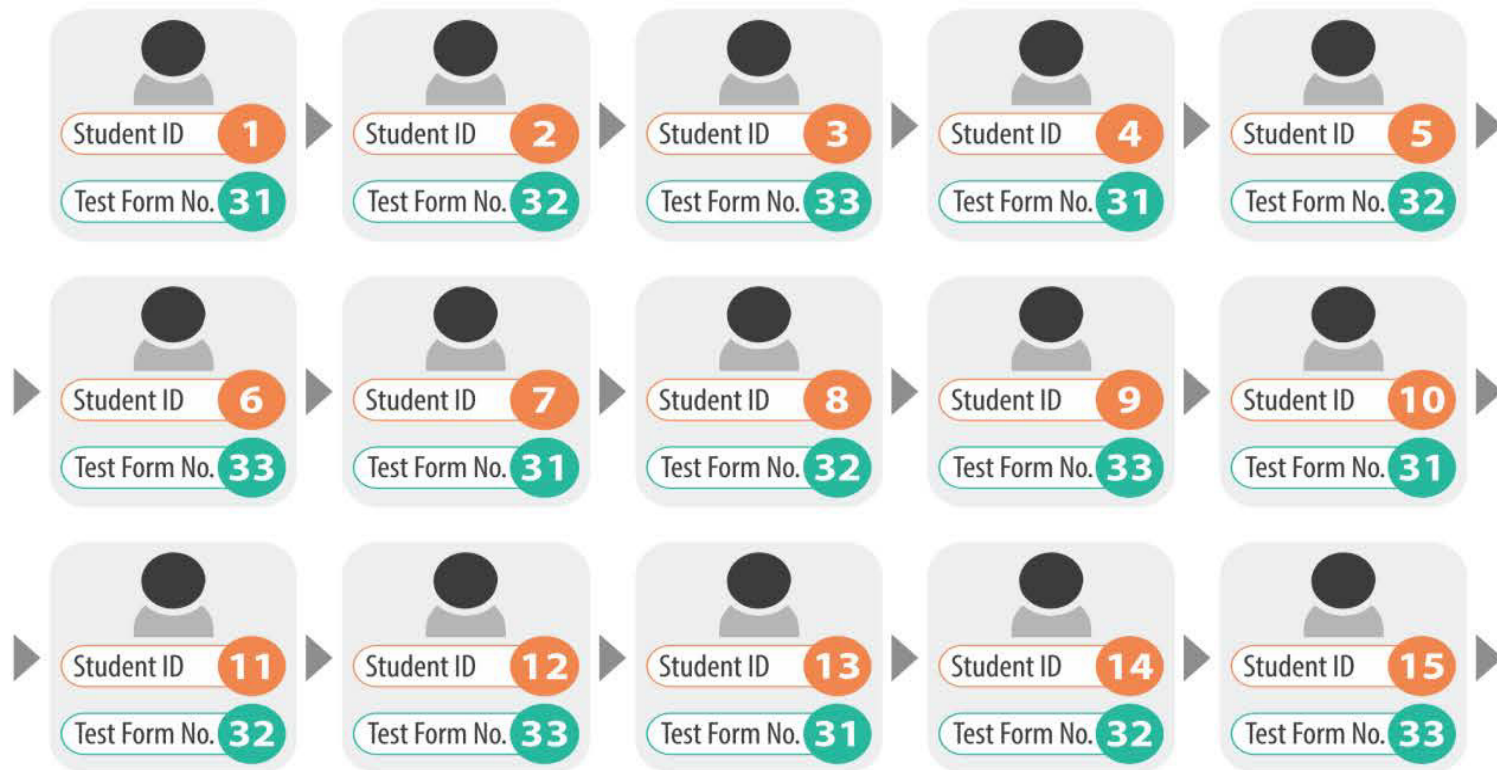 Student ID 1 Student ID 2 Student ID 3 Student ID 4 Student ID 5
Test Form No. 31 Test Form No. 32 Test Form No. 33 Test Form No. 31 Test Form No. 32
Student ID 6 Student ID 7 Student ID 8 Student ID 9 Student ID 10
Test Form No. 33 Test Form No. 31 Test Form No. 32 Test Form No. 33 Test Form No. 31
Student ID 11 Student ID 12 Student ID 13 Student ID 14 Student ID 15
Test Form No. 32 Test Form No. 33 Test Form No. 31 Test Form No. 32 Test Form No. 33